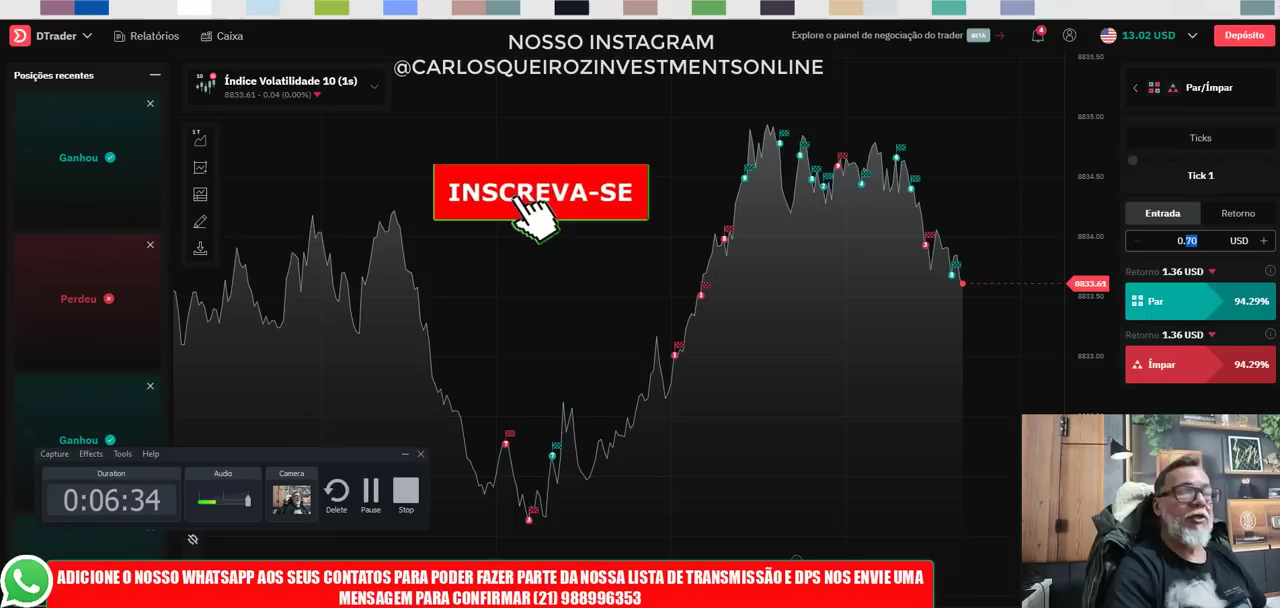 DTrader
Relatórios
Caixa
NOSSO INSTAGRAM
@CARLOSQUEIROZINVESTMENTSONLINE
Explore o painel de negociação do trader BETA
4
13.02 USD
Depósito
Posições recentes
Ganhou
Perdeu
Ganhou
10
Índice Volatilidade 10 (1s)
8833.61 - 0.04 (0.00%)
1T
INSCREVA-SE
8835.50
8835.00
8834.50
8834.00
8833.61
8833.50
8833.00
Par/Ímpar
Ticks
Tick 1
Entrada
Retorno
0.70
USD
Retorno 1.36 USD
Par
94.29%
Retorno 1.36 USD
Ímpar
94.29%
Capture Effects Tools Help
Duration
Audio
Camera
0:06:34
Delete
Pause
Stop
ADICIONE O NOSSO WHATSAPP AOS SEUS CONTATOS PARA PODER FAZER PARTE DA NOSSA LISTA DE TRANSMISSÃO E DPS NOS ENVIE UMA
MENSAGEM PARA CONFIRMAR (21) 988996353